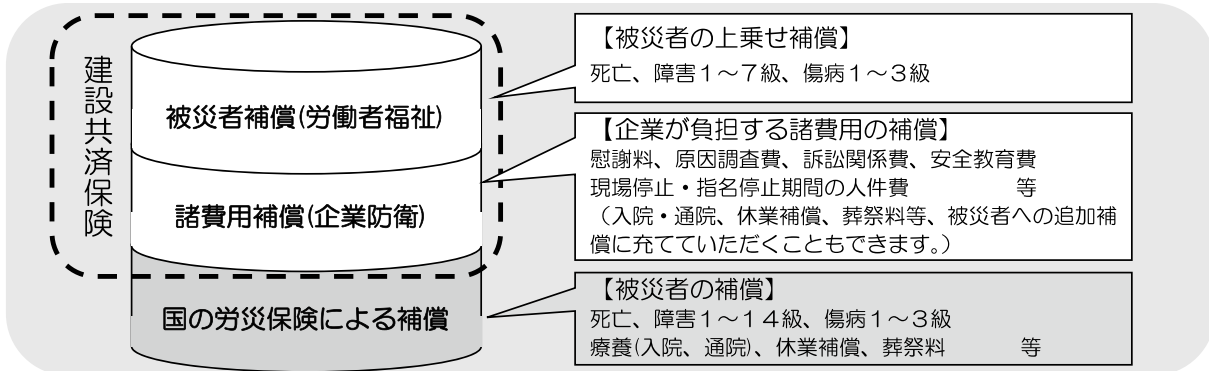 建設共済保険
被災者補償(労働者福祉)
諸費用補償(企業防衛)
国の労災保険による補償
【被災者の上乗せ補償】
死亡、障害1~7級、傷病1~3級
【企業が負担する諸費用の補償】
慰謝料、原因調査費、訴訟関係費、安全教育費
現場停止・指名停止期間の人件費 等
(入院・通院、休業補償、葬祭料等、被災者への追加補
償に充てていただくこともできます。)
【被災者の補償】
死亡、障害1~14級、傷病1~3級
療養(入院、通院)、休業補償、葬祭料 等